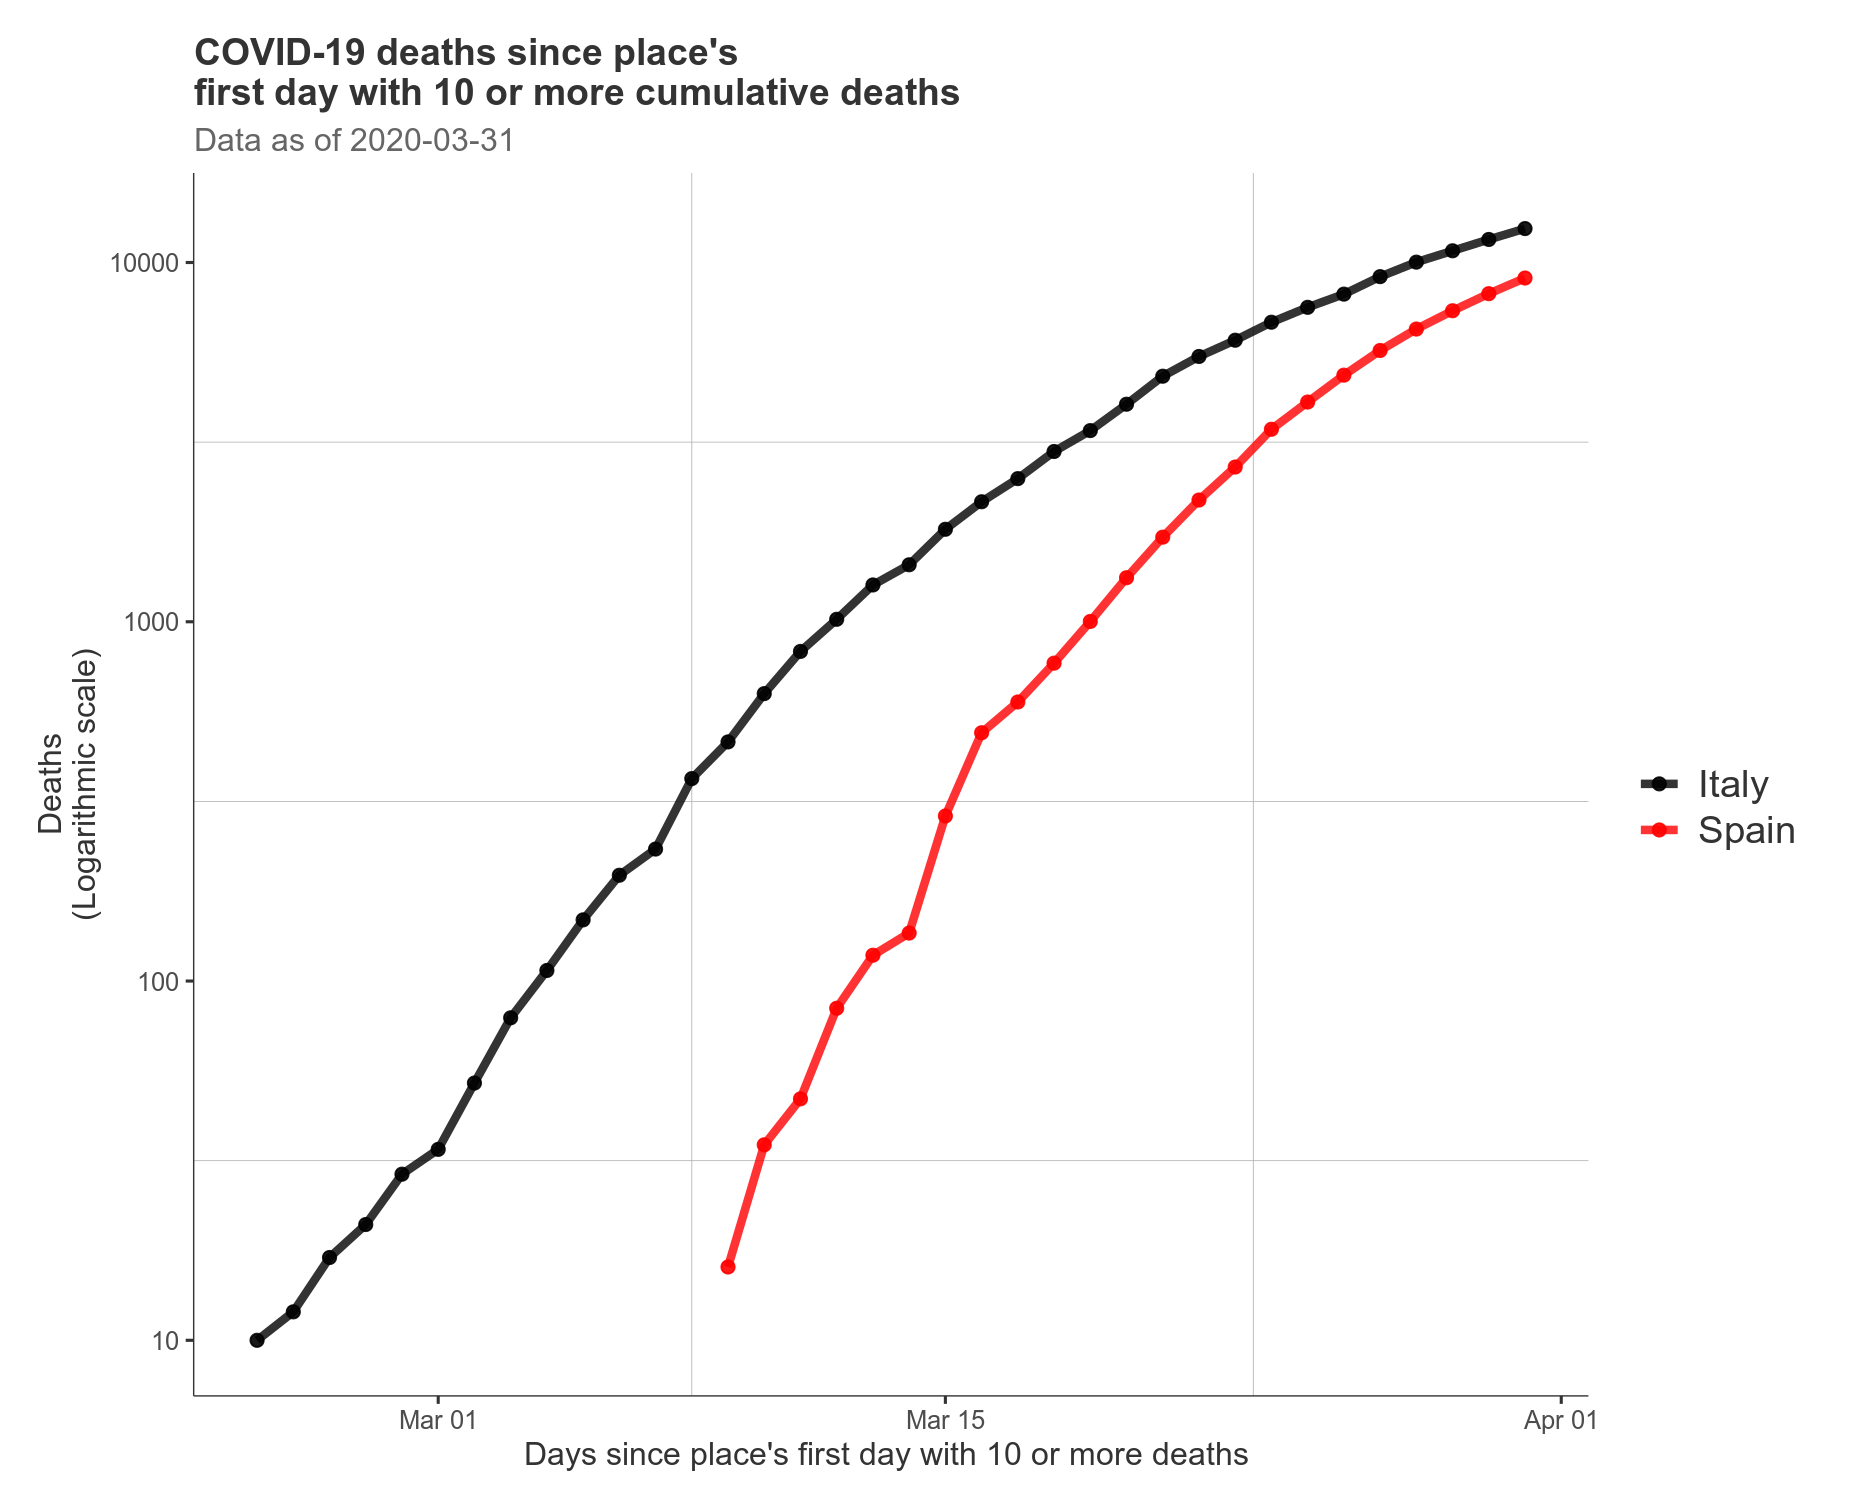 COVID-19 deaths since place's
first day with 10 or more cumulative deaths
Data as of 2020-03-31
Deaths
(Logarithmic scale)
10000
1000
100
10
Mar 01
Mar 15
Apr 01
Days since place's first day with 10 or more deaths
Italy
Spain